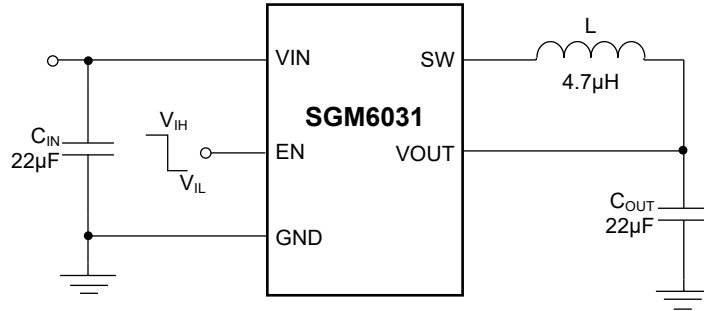 L
VIN
SW
4.7µH
SGM6031
VIH
CIN
22µF
EN
VOUT
VIL
COUT
22µF
GND